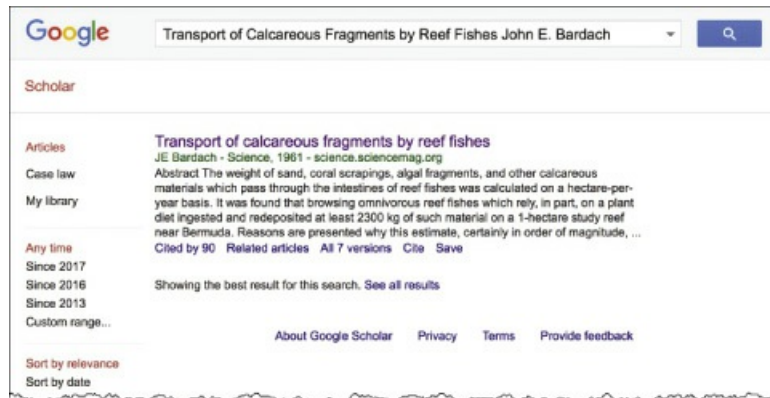 Google
Transport of Calcareous Fragments by Reef Fishes John E. Bardach
Scholar
Articles
Case law
My library
Any time
Since 2017
Since 2016
Since 2013
Custom range...
Sort by relevance
Sort by date
Transport of calcareous fragments by reef fishes
JE Bardach - Science, 1961 - science.sciencemag.org
Abstract The weight of sand, coral scrapings, algal fragments, and other calcareous
materials which pass through the intestines of reef fishes was calculated on a hectare-per-
year basis. It was found that browsing omnivorous reef fishes which rely, in part, on a plant
diet ingested and redeposited at least 2300 kg of such material on a 1-hectare study reef
near Bermuda. Reasons are presented why this estimate, certainly in order of magnitude, ...
Cited by 90 Related articles All 7 versions Cite Save
Showing the best result for this search. See all results
About Google Scholar Privacy Terms Provide feedback